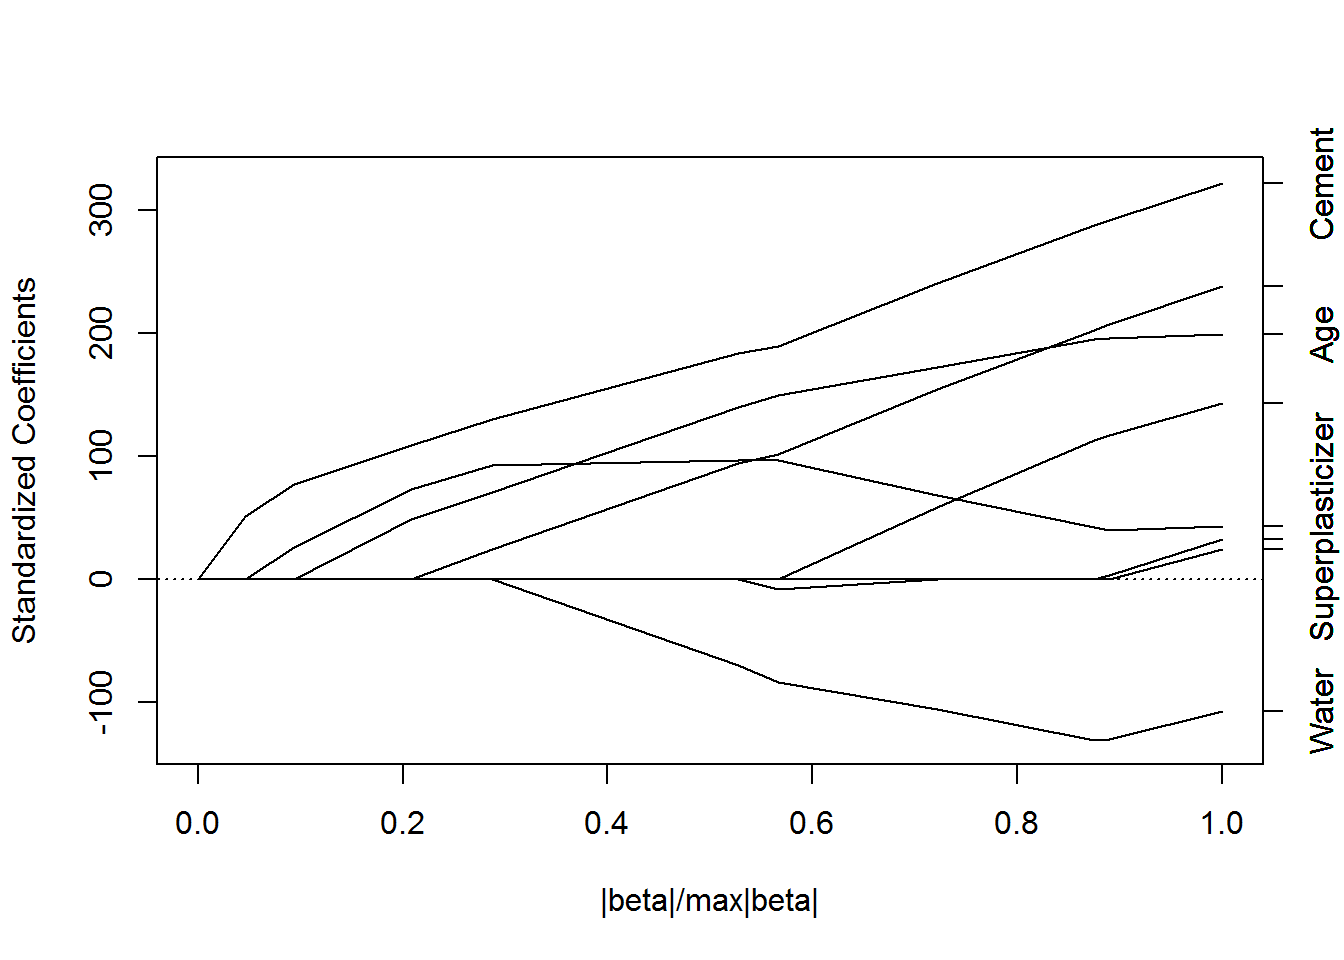 Standardized Coefficients
300
200
100
0
-100
0.0 0.2 0.4 0.6 0.8 1.0
|beta|/max|beta|
Cement
Age
Superplasticizer
Water